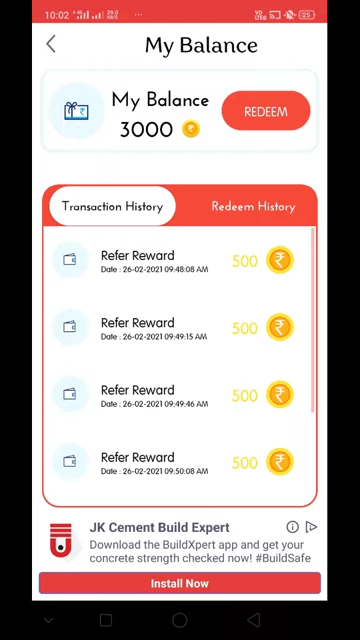 10:02
My Balance
My Balance
3000
REDEEM
Transaction History
Redeem History
Refer Reward
500
Date : 26-02-2021 09:48:08 AM
Refer Reward
500
Date : 26-02-2021 09:49:15 AM
Refer Reward
500
Date : 26-02-2021 09:49:46 AM
Refer Reward
500
Date : 26-02-2021 09:50:08 AM
JK Cement Build Expert
Download the BuildXpert app and get your
concrete strength checked now! #BuildSafe
Install Now